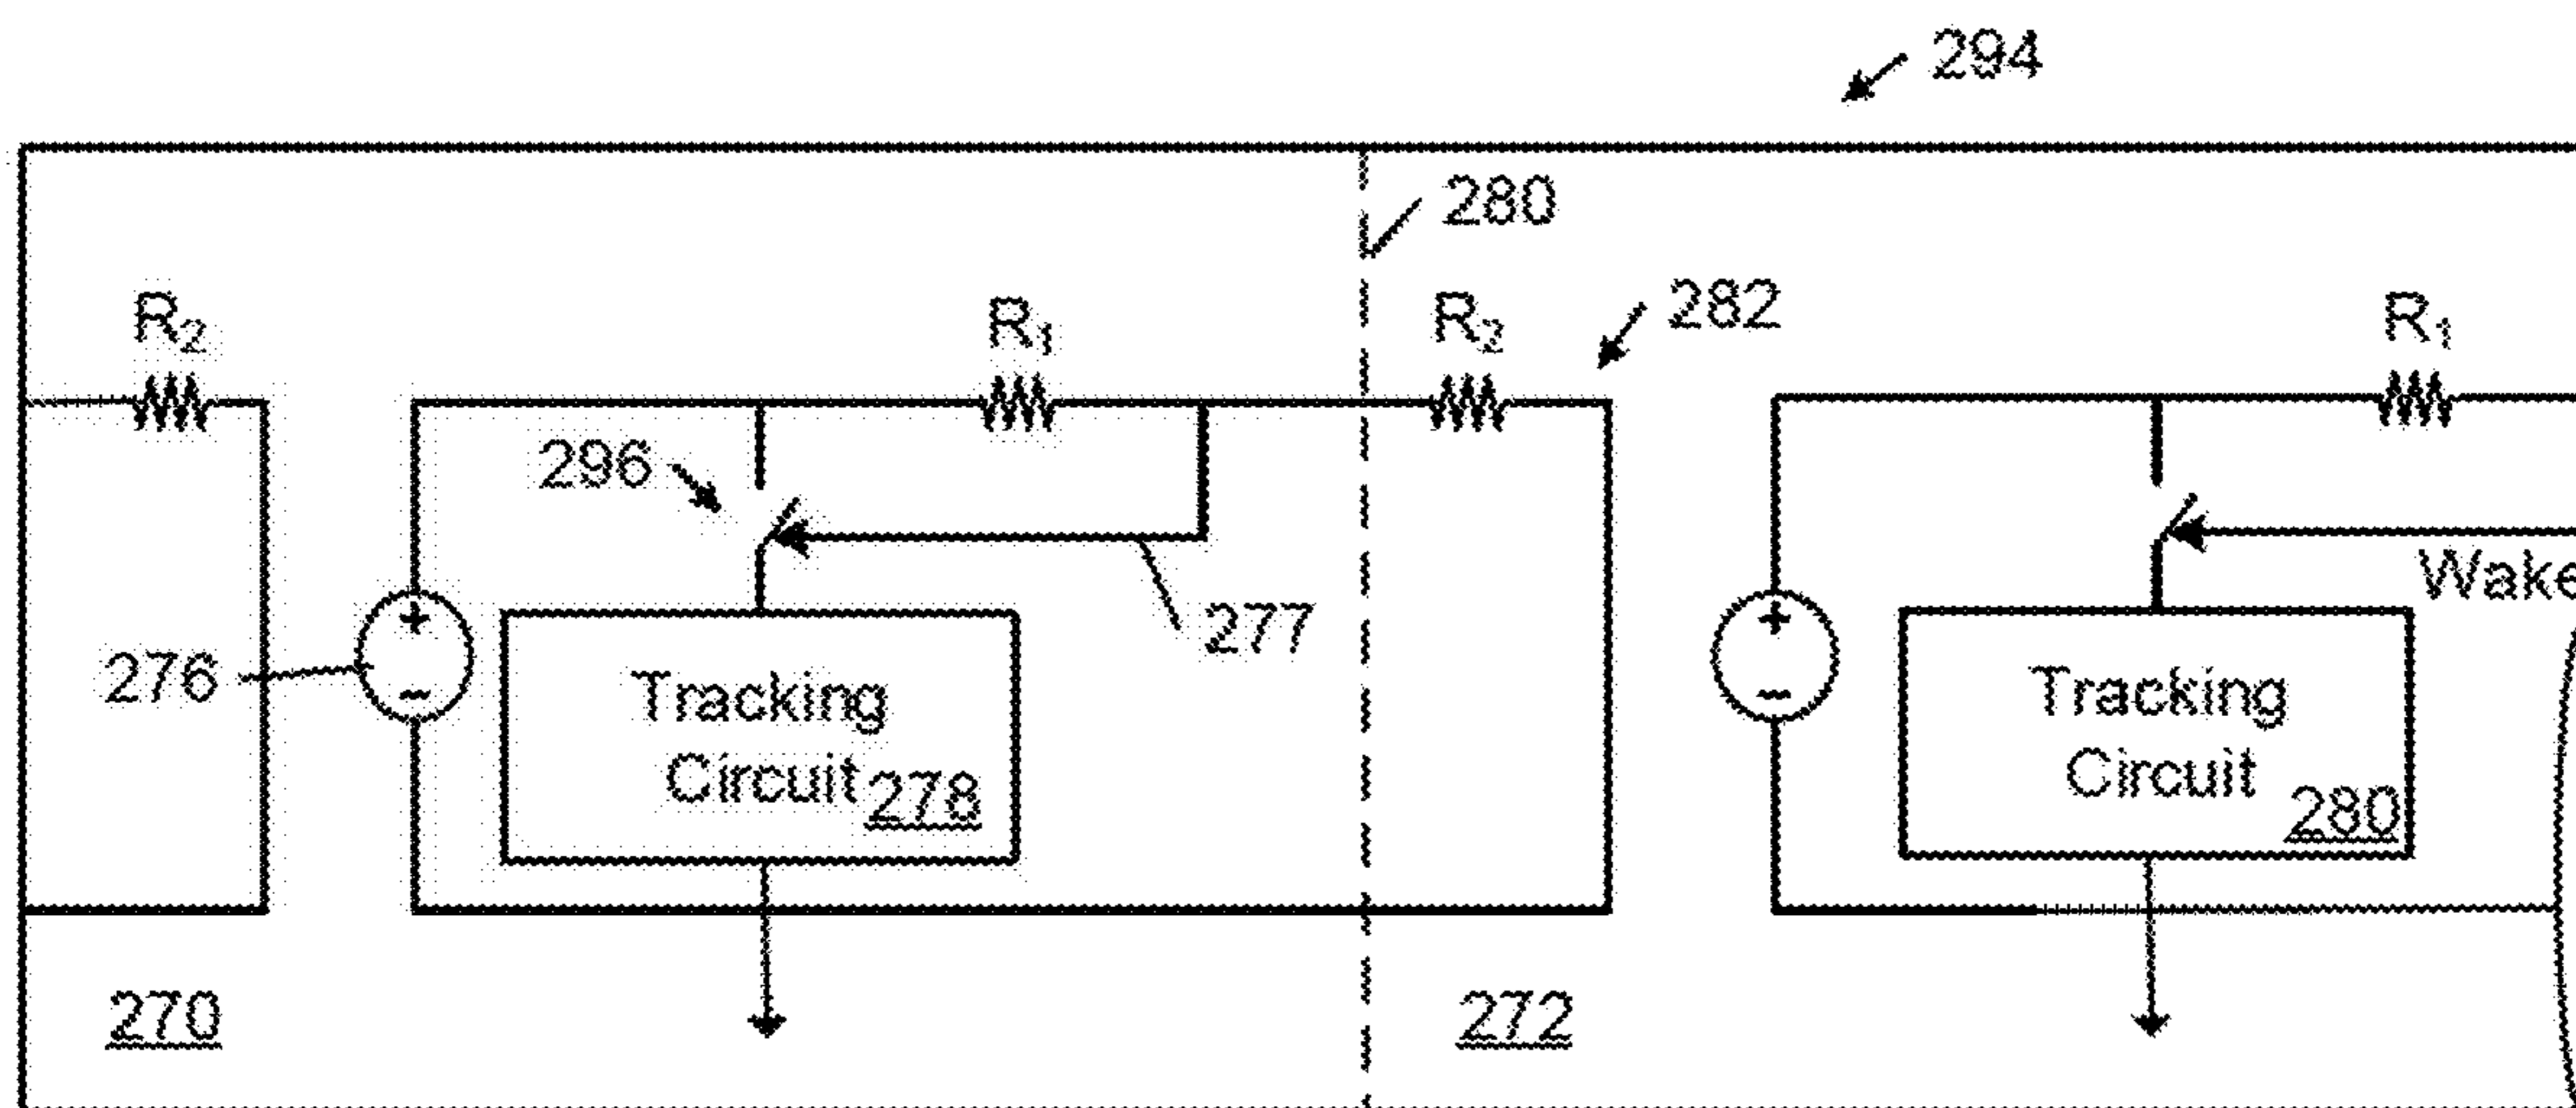 294
280
282
R2
R1
R2
R1
296
277
Wake
276
Tracking
Circuit 278
Tracking
Circuit 280
270
272